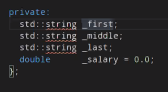 private:
std::string _first;
std::string _middle;
std::string _last;
double _salary = 0.0;
};